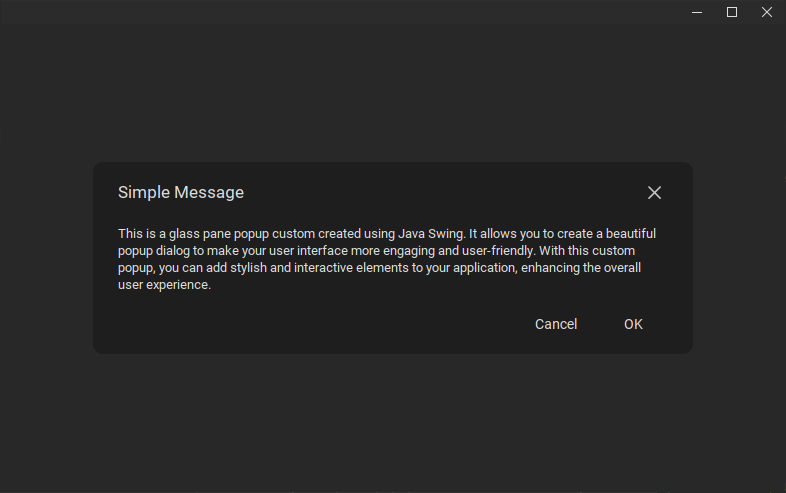 Simple Message
This is a glass pane popup custom created using Java Swing. It allows you to create a beautiful
popup dialog to make your user interface more engaging and user-friendly. With this custom
popup, you can add stylish and interactive elements to your application, enhancing the overall
user experience.
Cancel OK